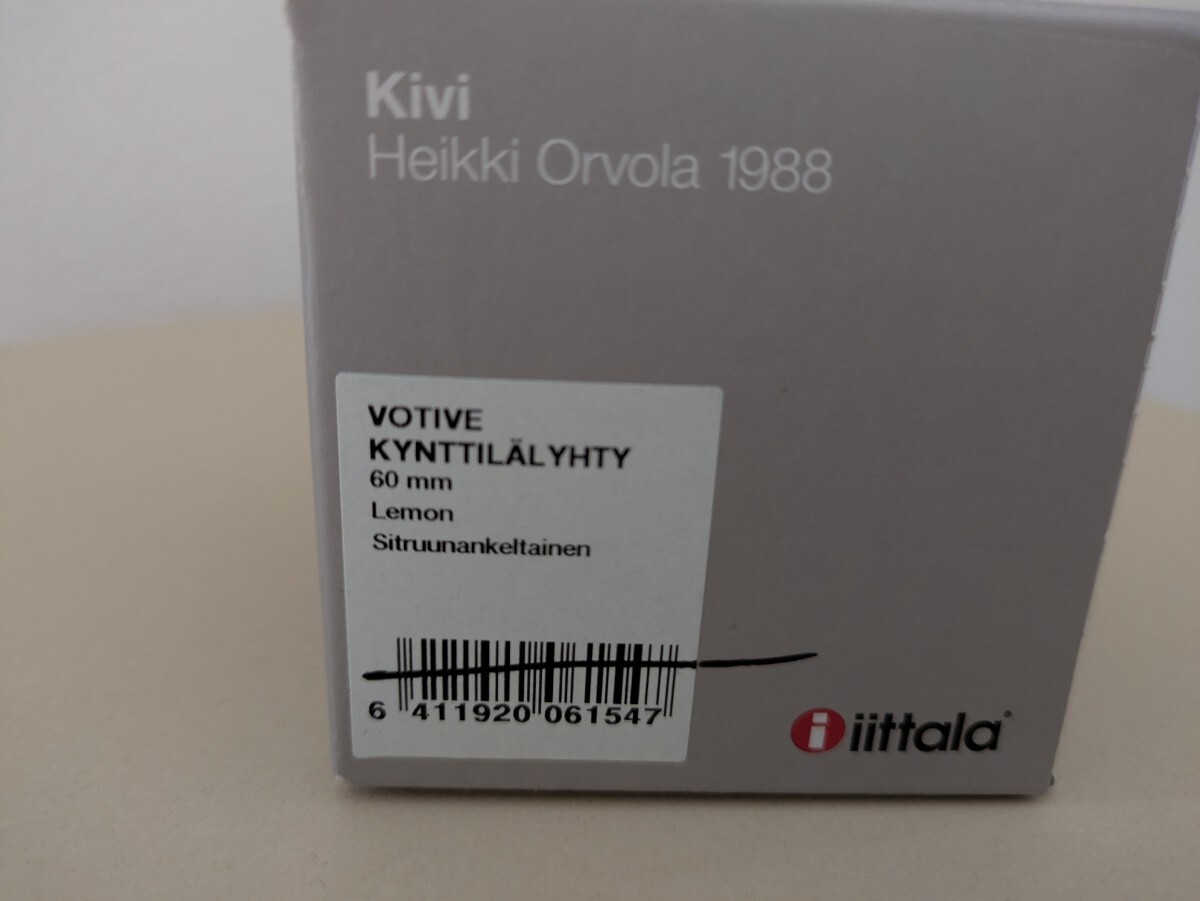 Kivi
Heikki Orvola 1988
VOTIVE
KYNTTILÄLYHTY
60 mm
Lemon
Sitruunankeltainen
6 411920 061547
i iittala